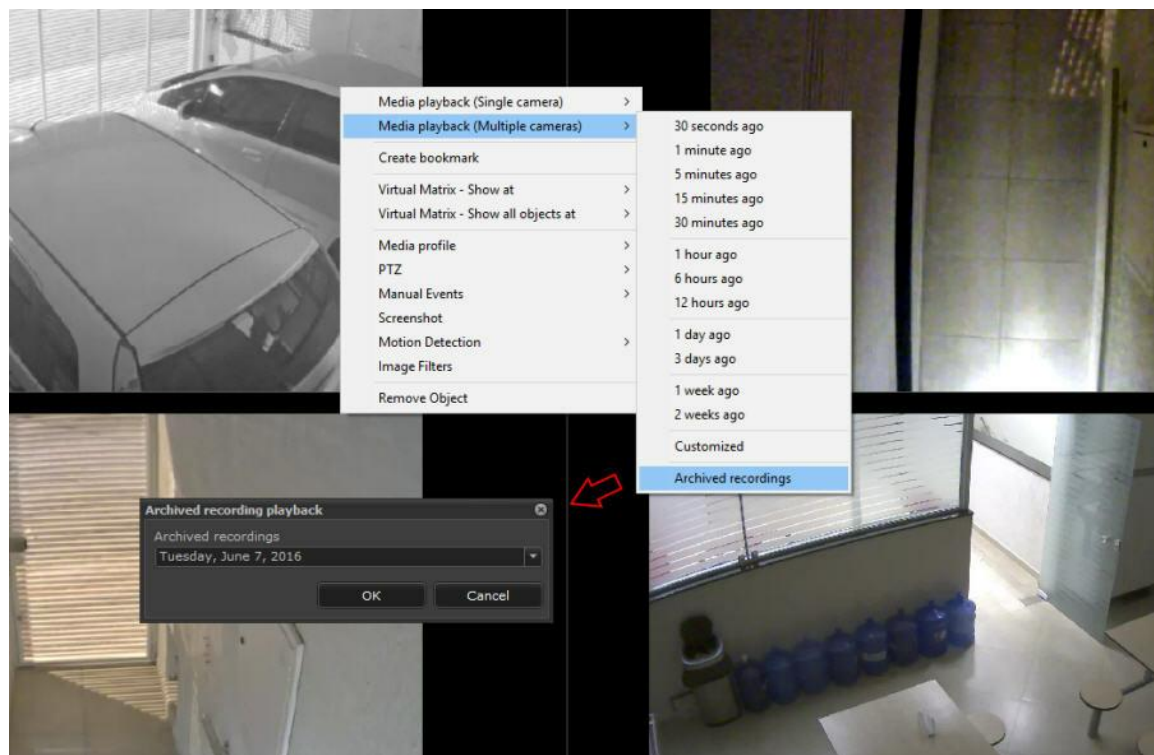 Media playback (Single camera)
Media playback (Multiple cameras)
Create bookmark
Virtual Matrix - Show at
Virtual Matrix - Show all objects at
Media profile
PTZ
Manual Events
Screenshot
Motion Detection
Image Filters
Remove Object
30 seconds ago
1 minute ago
5 minutes ago
15 minutes ago
30 minutes ago
1 hour ago
6 hours ago
12 hours ago
1 day ago
3 days ago
1 week ago
2 weeks ago
Customized
Archived recordings
Archived recording playback
Archived recordings
Tuesday, June 7, 2016
OK Cancel